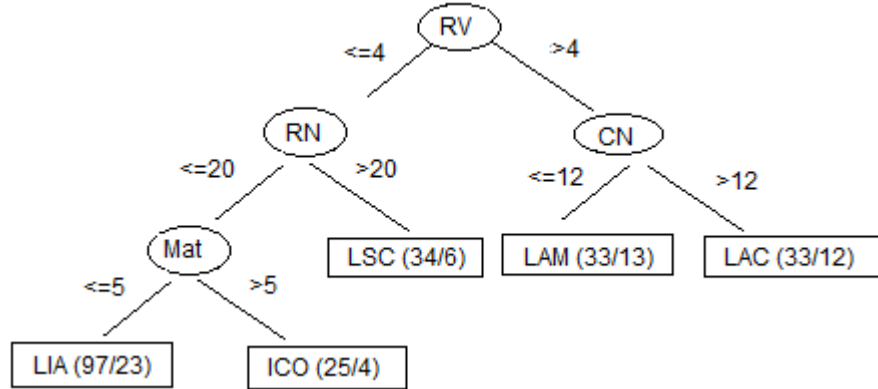 RV
<=4 >4
RN CN
<=20 >20 <=12 >12
Mat LSC (34/6) LAM (33/13) LAC (33/12)
<=5 >5
LIA (97/23) ICO (25/4)